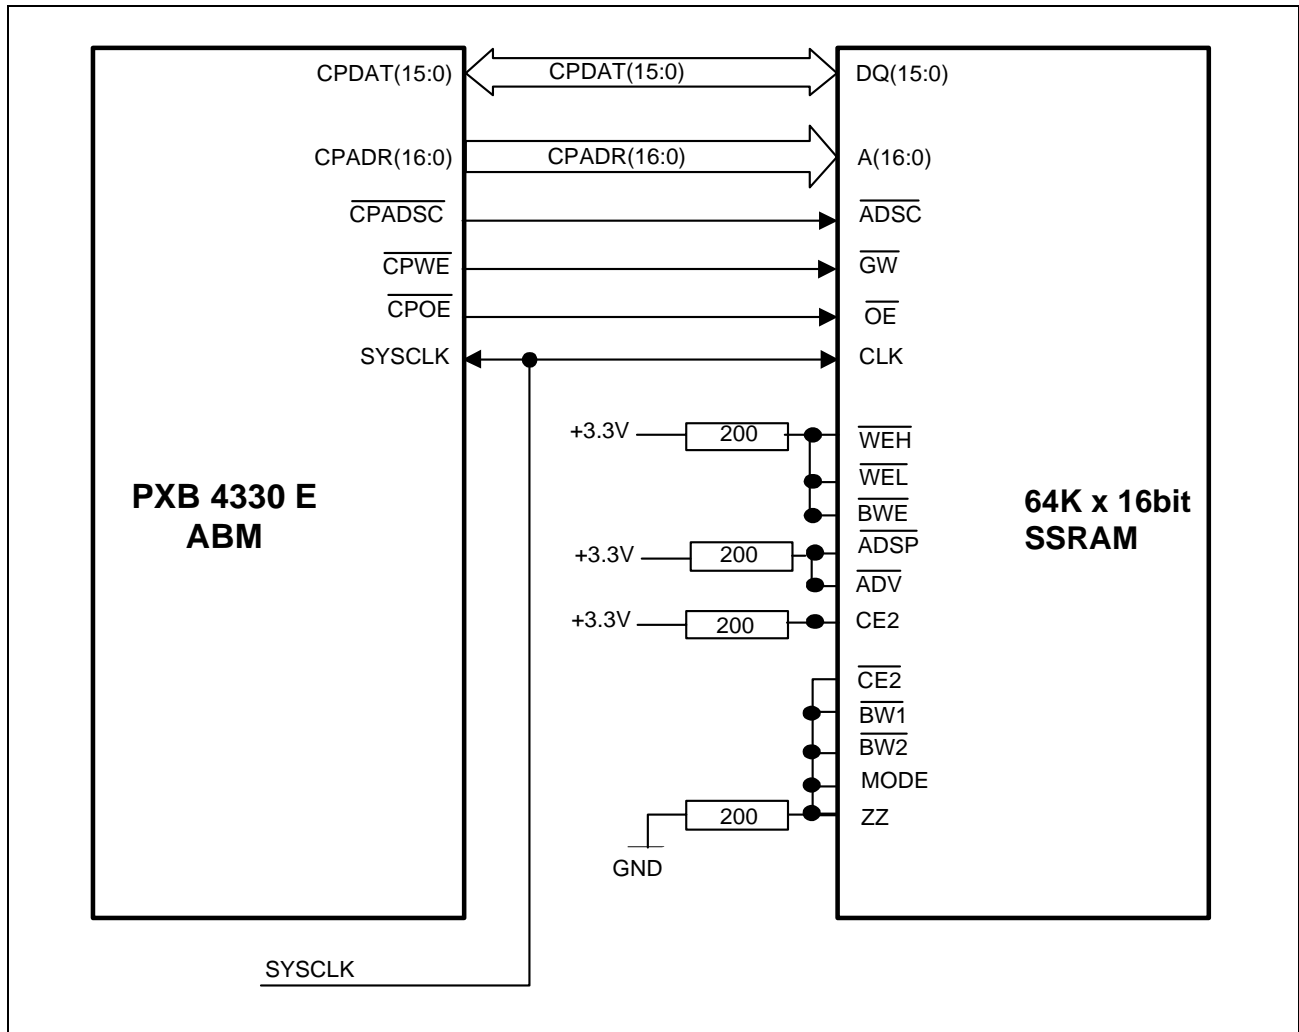 CPDAT(15:0) CPDAT(15:0) DQ(15:0)
CPADR(16:0) CPADR(16:0) A(16:0)
CPADSC ADSC
CPWE GW
CPOE OE
SYSCLK CLK
+3.3V 200 WEH
WEL
BWE
PXB 4330 E
ABM
64K x 16bit
SSRAM
+3.3V 200 ADSP
ADV
+3.3V 200 CE2
CE2
BW1
BW2
MODE
200 ZZ
GND
SYSCLK